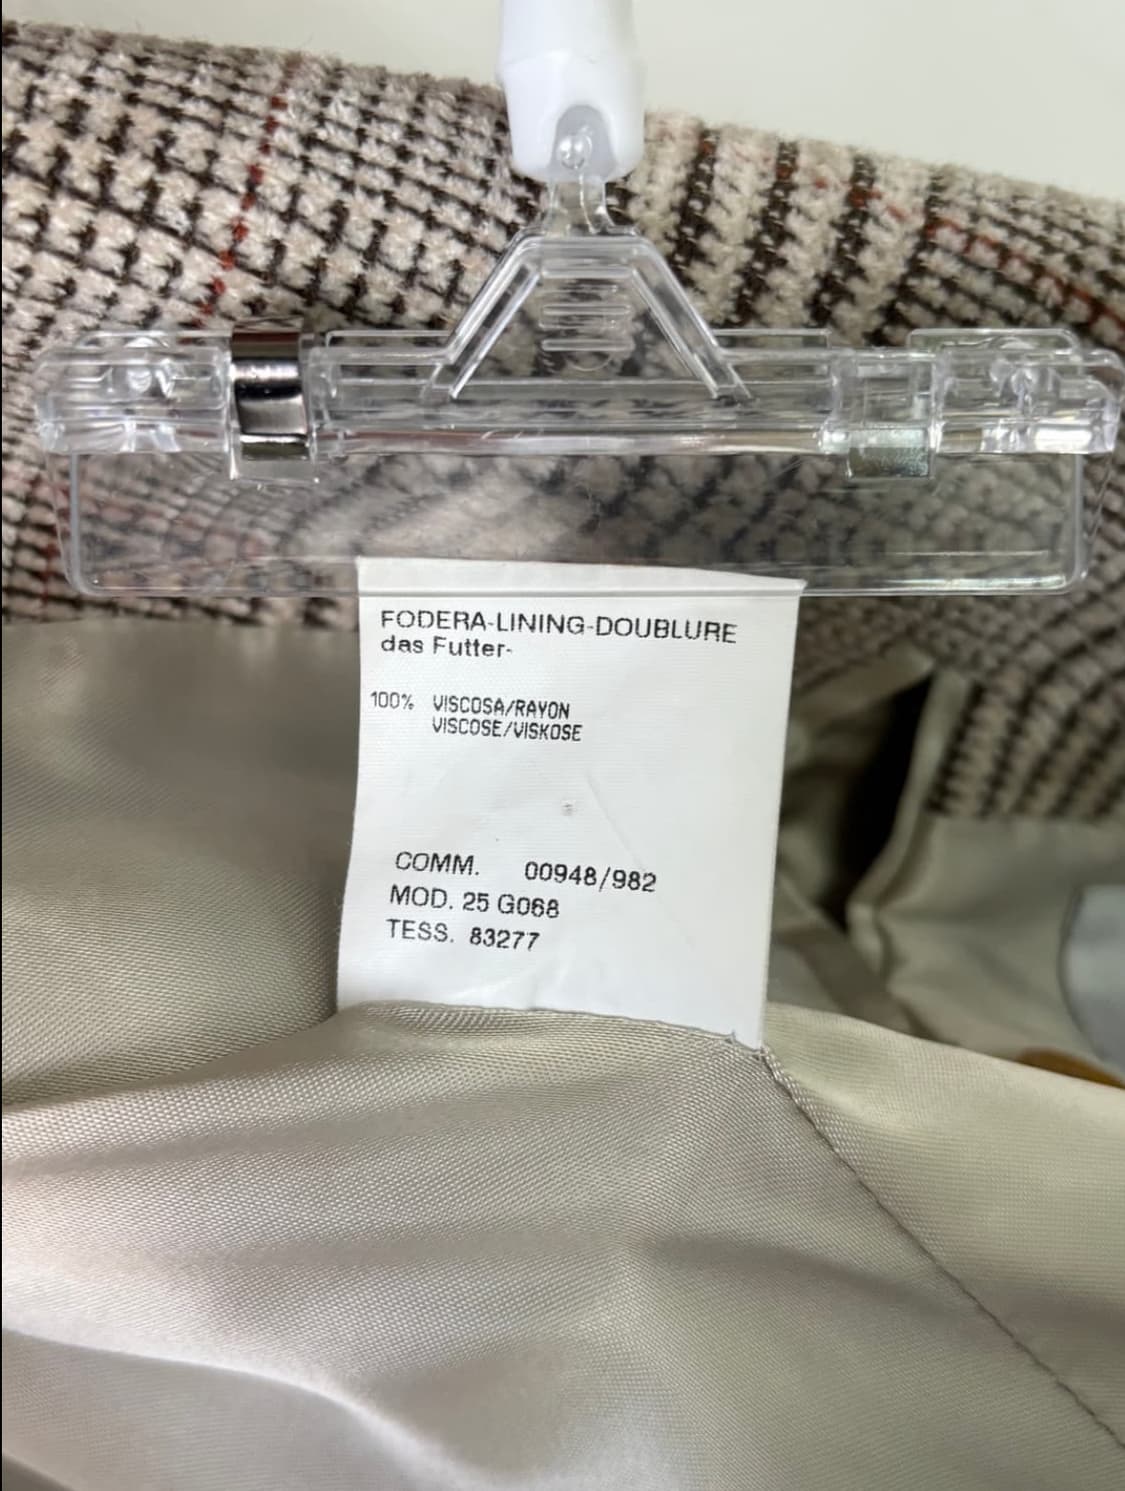 FODERA-LINING-DOUBLURE
das Futter-
100% VISCOSA/RAYON
VISCOSE/VISKOSE
COMM. 00948/982
MOD. 25 G068
TESS. 83277